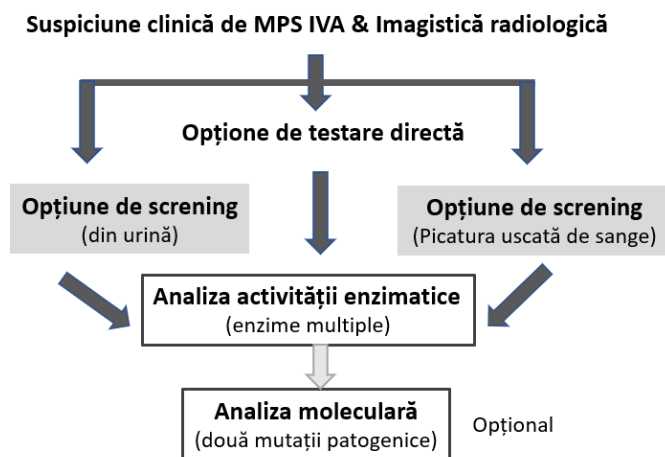 Suspiciune clinică de MPS IVA & Imagistică radiologică
Opțione de testare directă
Opțiune de screning
(din urină)
Opțiune de screning
(Picatura uscată de sange)
Analiza activității enzimatice
(enzime multiple)
Analiza moleculară
(două mutații patogenice)
Opțional